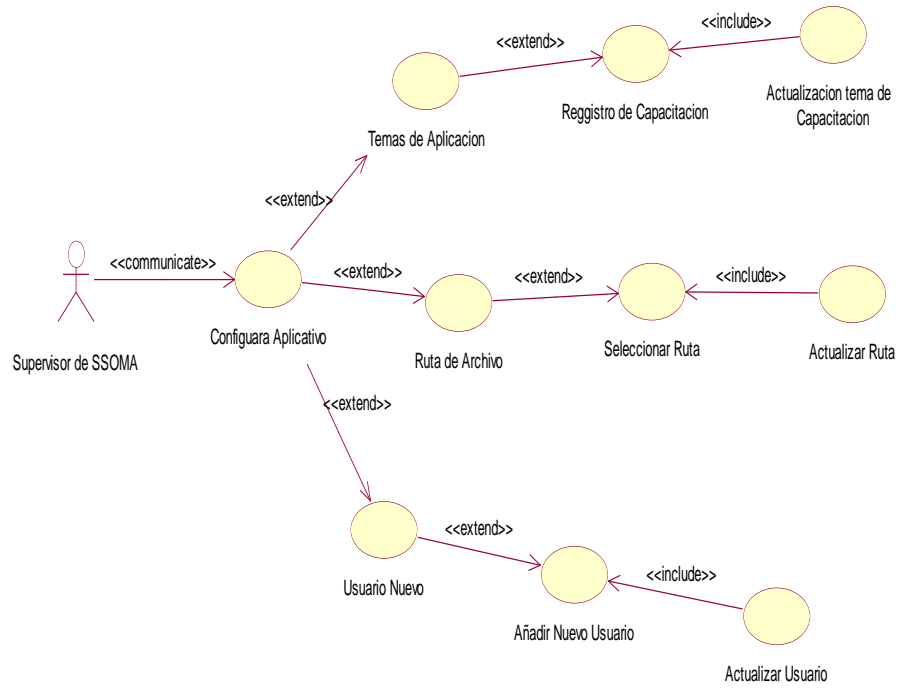 <<include>>
<<extend>>
Actualizacion tema de
Capacitacion
Reggistro de Capacitacion
Temas de Aplicacion
<<extend>>
<<communicate>>
<<extend>>
<<extend>>
<<include>>
Configuara Aplicativo
Seleccionar Ruta
Actualizar Ruta
Ruta de Archivo
Supervisor de SSOMA
<<extend>>
<<extend>>
<<include>>
Usuario Nuevo
Añadir Nuevo Usuario
Actualizar Usuario